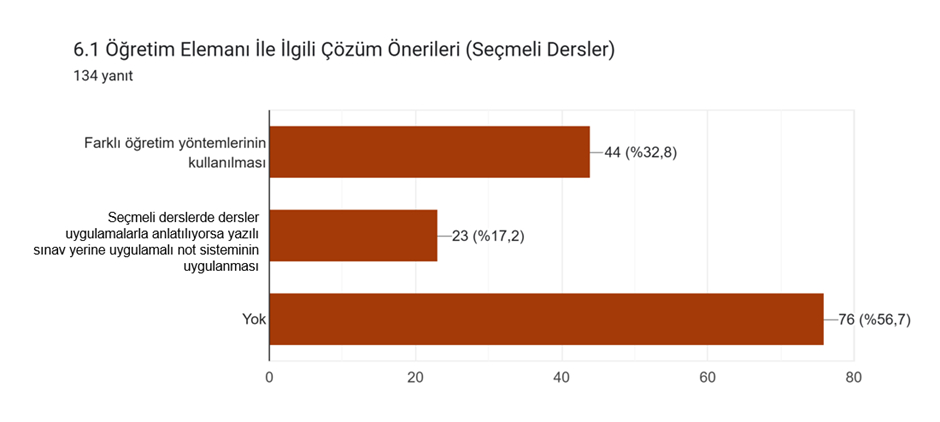 6.1 Öğretim Elemanı İle İlgili Çözüm Önerileri (Seçmeli Dersler)
134 yanıt
Farklı öğretim yöntemlerinin
kullanılması
44 (%32,8)
Seçmeli derslerde dersler
uygulamalarla anlatılıyorsa yazılı
sınav yerine uygulamalı not sisteminin
uygulanması
23 (%17,2)
Yok
76 (%56,7)
0 20 40 60 80